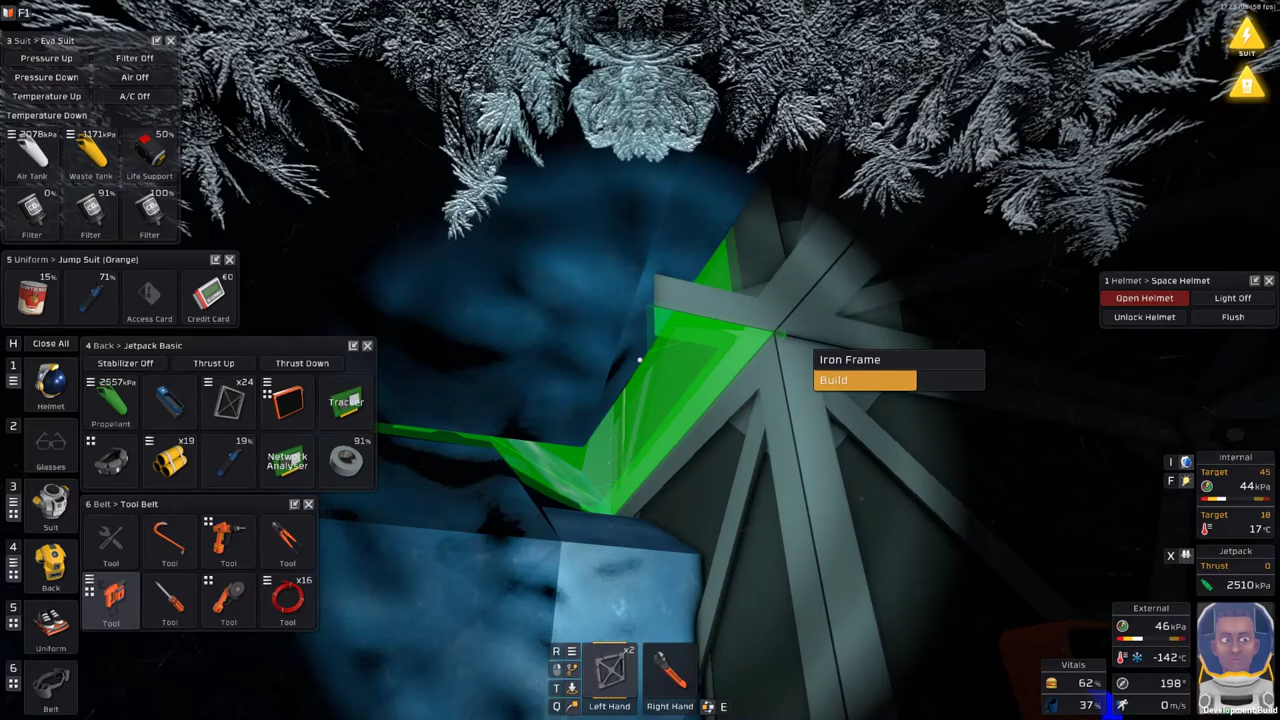 F1
3 Suit > Eva Suit
Pressure Up
Filter Off
Pressure Down
Air Off
Temperature Up
A/C Off
Temperature Down
2078kPa
1171kPa
50%
Air Tank
Waste Tank
Life Support
0%
91%
100%
Filter
Filter
Filter
5 Uniform > Jump Suit (Orange)
15%
71%
€0
Access Card
Credit Card
H
Close All
4 Back > Jetpack Basic
Stabilizer Off
Thrust Up
Thrust Down
2557kPa
x24
Propellant
Tracker
x19
19%
91%
Network
Analyser
6 Belt > Tool Belt
Tool
Tool
Tool
Tool
x16
Tool
Tool
Tool
Tool
1
Helmet
2
Glasses
3
Suit
4
Back
5
Uniform
6
Belt
Iron Frame
Build
SUIT
1 Helmet > Space Helmet
Open Helmet
Light Off
Unlock Helmet
Flush
Internal
I
Target 45
44kPa
F
Target 18
17°C
Jetpack
X
Thrust 0
2510kPa
External
46kPa
-142°C
198°
0m/s
Vitals
62%
37%
R
T
Q
x2
Left Hand
Right Hand
E
Development Build